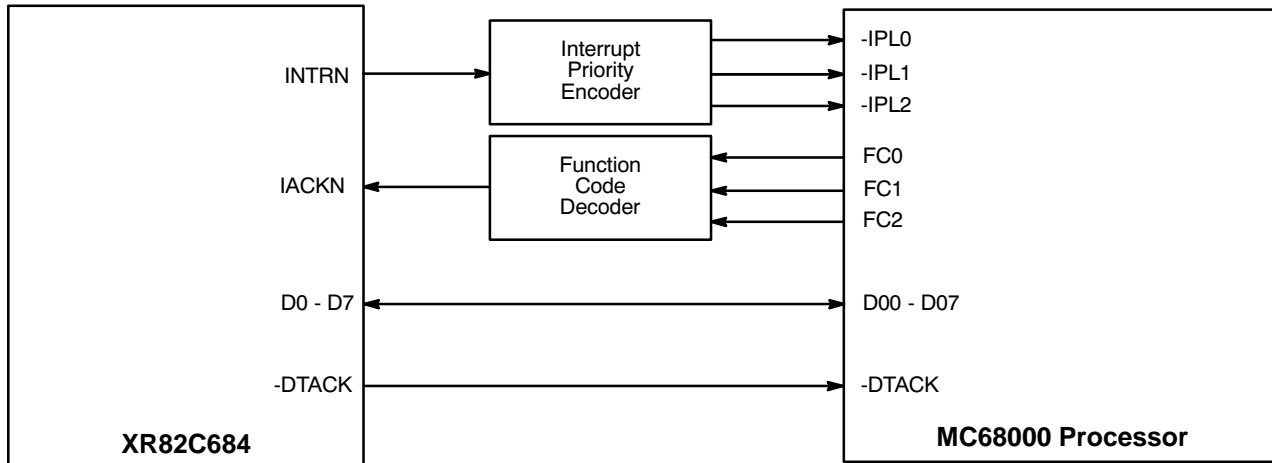 INTRN
Interrupt
Priority
Encoder
-IPL0
-IPL1
-IPL2
IACKN
Function
Code
Decoder
FC0
FC1
FC2
D0 - D7
D00 - D07
-DTACK
-DTACK
XR82C684
MC68000 Processor